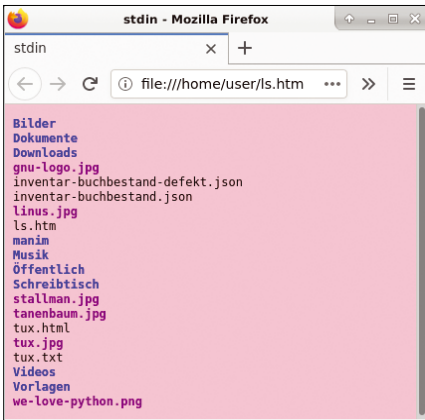 stdin - Mozilla Firefox
stdin
file:///home/user/ls.htm
Bilder
Dokumente
Downloads
gnu-logo.jpg
inventar-buchbestand-defekt.json
inventar-buchbestand.json
linus.jpg
ls.htm
manim
Musik
Öffentlich
Schreibtisch
stallman.jpg
tanenbaum.jpg
tux.html
tux.jpg
tux.txt
Videos
Vorlagen
we-love-python.png